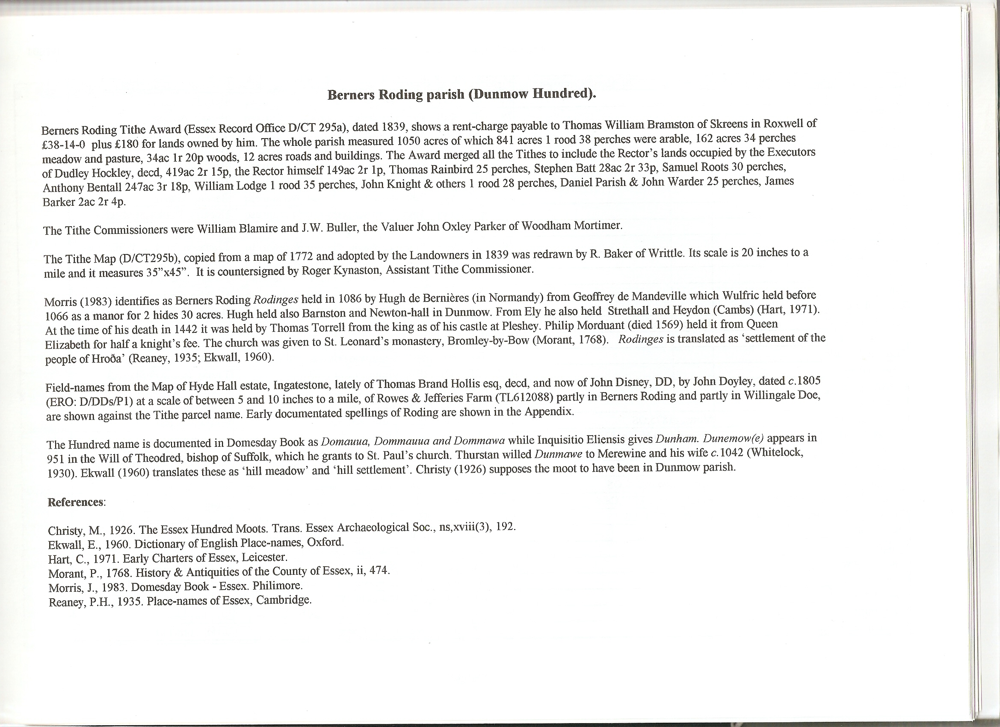 Berners Roding parish (Dunmow Hundred).
Berners Roding Tithe Award (Essex Record Office D/CT 295a), dated 1839, shows a rent-charge payable to Thomas William Bramston of Skreens in Roxwell of
£38-14-0 plus £180 for lands owned by him. The whole parish measured 1050 acres of which 841 acres 1 rood 38 perches were arable, 162 acres 34 perches
meadow and pasture, 34ac 1r 20p woods, 12 acres roads and buildings. The Award merged all the Tithes to include the Rector's lands occupied by the Executors
of Dudley Hockley, decd, 419ac 2r 15p, the Rector himself 149ac 2r 1p, Thomas Rainbird 25 perches, Stephen Batt 28ac 2r 33p, Samuel Roots 30 perches,
Anthony Bentall 247ac 3r 18p, William Lodge 1 rood 35 perches, John Knight & others 1 rood 28 perches, Daniel Parish & John Warder 25 perches, James
Barker 2ac 2r 4p.
The Tithe Commissioners were William Blamire and J.W. Buller, the Valuer John Oxley Parker of Woodham Mortimer.
The Tithe Map (D/CT295b), copied from a map of 1772 and adopted by the Landowners in 1839 was redrawn by R. Baker of Writtle. Its scale is 20 inches to a
mile and it measures 35”x45”. It is countersigned by Roger Kynaston, Assistant Tithe Commissioner.
Morris (1983) identifies as Berners Roding Rodinges held in 1086 by Hugh de Bernières (in Normandy) from Geoffrey de Mandeville which Wulfric held before
1066 as a manor for 2 hides 30 acres. Hugh held also Barnston and Newton-hall in Dunmow. From Ely he also held Strethall and Heydon (Cambs) (Hart, 1971).
At the time of his death in 1442 it was held by Thomas Torrell from the king as of his castle at Pleshey. Philip Morduant (died 1569) held it from Queen
Elizabeth for half a knight's fee. The church was given to St. Leonard's monastery, Bromley-by-Bow (Morant, 1768). Rodinges is translated as ‘settlement of the
people of Hroða’ (Reaney, 1935; Ekwall, 1960).
Field-names from the Map of Hyde Hall estate, Ingatestone, lately of Thomas Brand Hollis esq, decd, and now of John Disney, DD, by John Doyley, dated c.1805
(ERO: D/DDs/P1) at a scale of between 5 and 10 inches to a mile, of Rowes & Jefferies Farm (TL612088) partly in Berners Roding and partly in Willingale Doe,
are shown against the Tithe parcel name. Early documentated spellings of Roding are shown in the Appendix.
The Hundred name is documented in Domesday Book as Domauua, Dommauua and Dommawa while Inquisitio Eliensis gives Dunham. Dunemow(e) appears in
951 in the Will of Theodred, bishop of Suffolk, which he grants to St. Paul's church. Thurstan willed Dunmawe to Merewine and his wife c.1042 (Whitelock,
1930). Ekwall (1960) translates these as ‘hill meadow’ and ‘hill settlement’. Christy (1926) supposes the moot to have been in Dunmow parish.
References:
Christy, M., 1926. The Essex Hundred Moots. Trans. Essex Archaeological Soc., ns,xviii(3), 192.
Ekwall, E., 1960. Dictionary of English Place-names, Oxford.
Hart, C., 1971. Early Charters of Essex, Leicester.
Morant, P., 1768. History & Antiquities of the County of Essex, ii, 474.
Morris, J., 1983. Domesday Book - Essex. Philimore.
Reaney, P.H., 1935. Place-names of Essex, Cambridge.